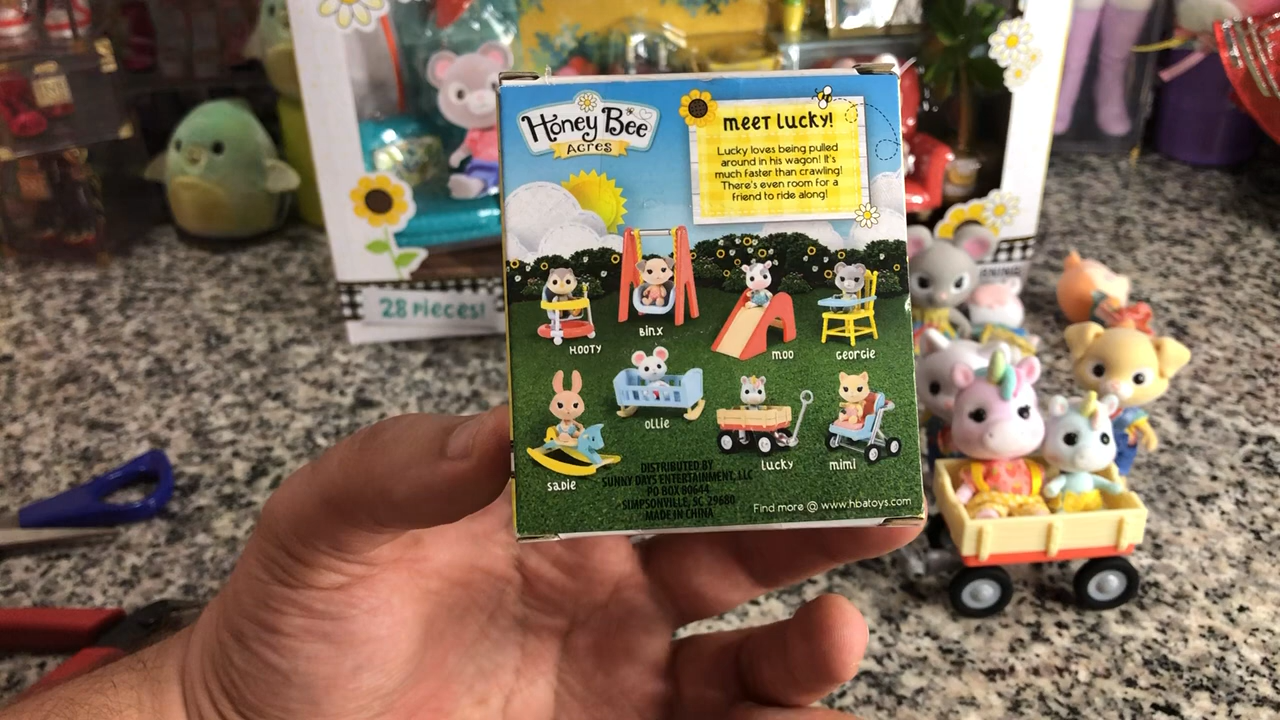 Honey Bee
Acres
meet Lucky!
Lucky loves being pulled
around in his wagon! It's
much faster than crawling!
There's even room for a
friend to ride along!
Hooty
Binx
Moo
Georgie
Sadie
Ollie
Lucky
Mimi
DISTRIBUTED BY
SUNNY DAYS ENTERTAINMENT, LLC
PO BOX 80644
SIMPSONVILLE, SC 29680
MADE IN CHINA
Find more @ www.hbatoys.com
28 Pieces!